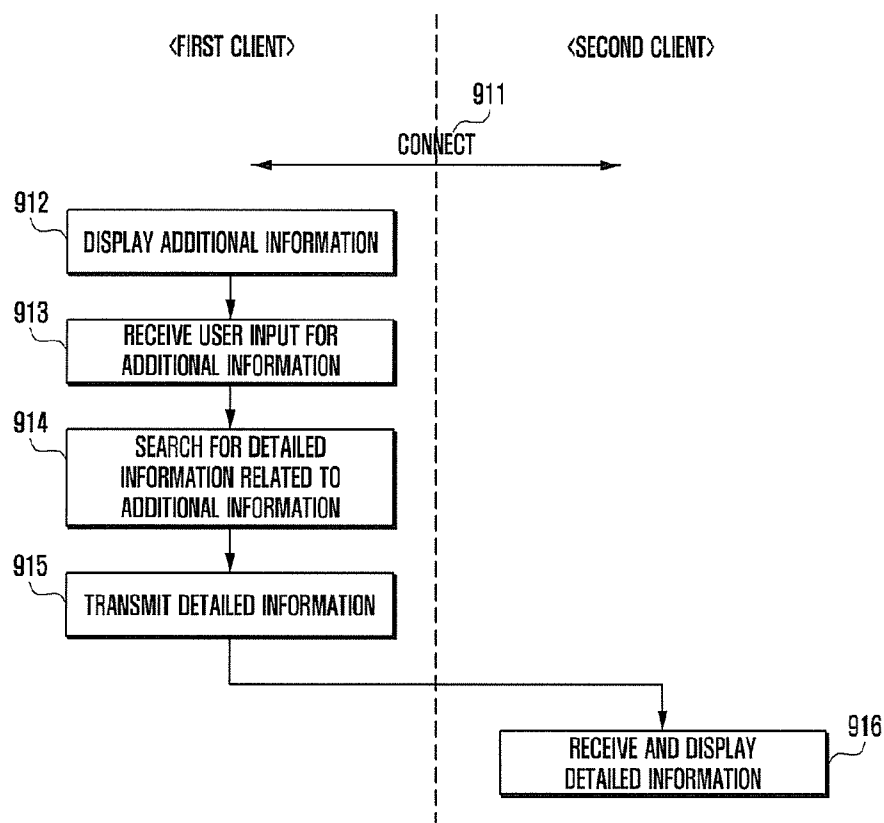 <FIRST CLIENT>
<SECOND CLIENT>
911
CONNECT
912
DISPLAY ADDITIONAL INFORMATION
913
RECEIVE USER INPUT FOR
ADDITIONAL INFORMATION
914
SEARCH FOR DETAILED
INFORMATION RELATED TO
ADDITIONAL INFORMATION
915
TRANSMIT DETAILED INFORMATION
916
RECEIVE AND DISPLAY
DETAILED INFORMATION